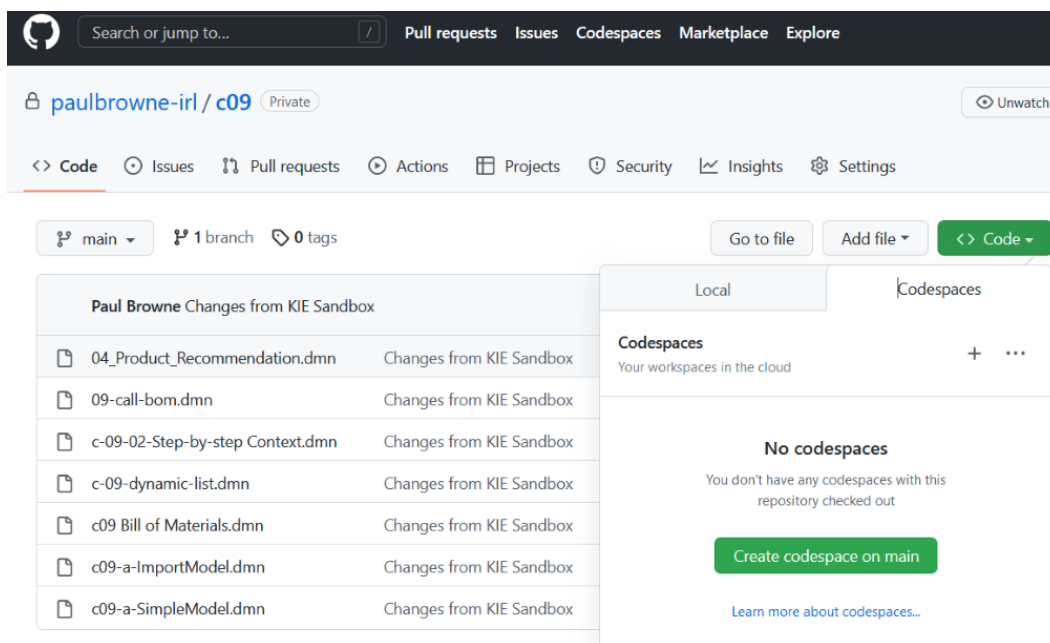 Search or jump to... / Pull requests Issues Codespaces Marketplace Explore
paulbrowne-irl / c09 Private Unwatch
<> Code Issues Pull requests Actions Projects Security Insights Settings
main 1 branch 0 tags Go to file Add file <> Code
Local Codespaces
Paul Browne Changes from KIE Sandbox
04_Product_Recommendation.dmn Changes from KIE Sandbox
09-call-bom.dmn Changes from KIE Sandbox
c-09-02-Step-by-step Context.dmn Changes from KIE Sandbox
c-09-dynamic-list.dmn Changes from KIE Sandbox
c09 Bill of Materials.dmn Changes from KIE Sandbox
c09-a-ImportModel.dmn Changes from KIE Sandbox
c09-a-SimpleModel.dmn Changes from KIE Sandbox
Codespaces
Your workspaces in the cloud
+ ...
No codespaces
You don't have any codespaces with this
repository checked out
Create codespace on main
Learn more about codespaces...